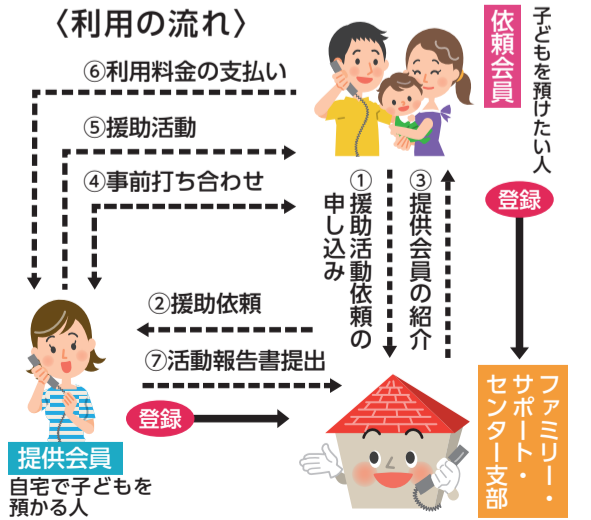 〈利用の流れ〉
⑥利用料金の支払い
⑤援助活動
④事前打ち合わせ
依頼会員
子どもを預けたい人
登録
①援助活動依頼の
申し込み
③提供会員の紹介
②援助依頼
⑦活動報告書提出
登録
提供会員
自宅で子どもを
預かる人
ファミリー・
サポート・
センター支部